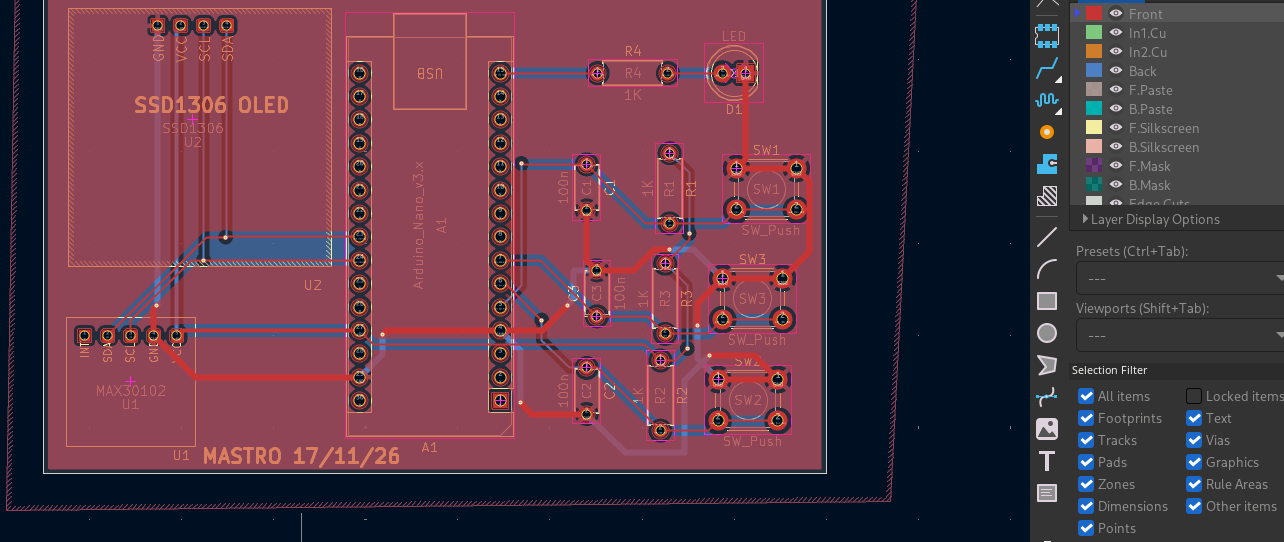 GND
VCC
SCL
SDA
SSD1306 OLED
SSD1306
U2
U2
USB
Arduino_Nano_v3.x
A1
A1
LED
R4
R4
1K
D1
100n
C1
C1
1K
R1
R1
SW1
SW1
SW_Push
C3
C3
100n
1K
R3
R3
SW3
SW3
SW_Push
100n
C2
C2
1K
R2
R2
SW2
SW2
SW_Push
INT
SDA
SCL
GND
MAX30102
U1
U1
MASTRO 17/11/26
Front
In1.Cu
In2.Cu
Back
F.Paste
B.Paste
F.Silkscreen
B.Silkscreen
F.Mask
B.Mask
Edge.Cuts
Layer Display Options
Presets (Ctrl+Tab):
---
Viewports (Shift+Tab):
---
Selection Filter
All items
Locked items
Footprints
Text
Tracks
Vias
Pads
Graphics
Zones
Rule Areas
Dimensions
Other items
Points